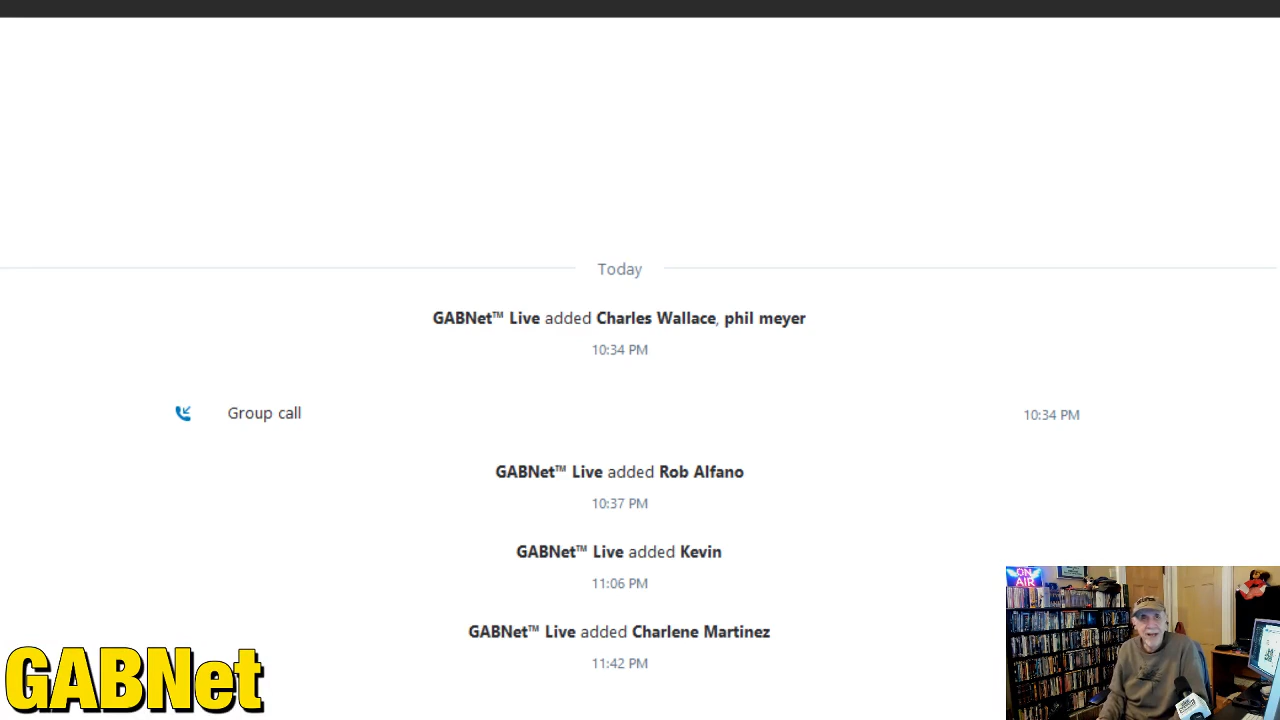 Today
GABNet™ Live added Charles Wallace, phil meyer
10:34 PM
Group call 10:34 PM
GABNet™ Live added Rob Alfano
10:37 PM
GABNet™ Live added Kevin
11:06 PM
GABNet™ Live added Charlene Martinez
11:42 PM
ON
AIR
GABNet